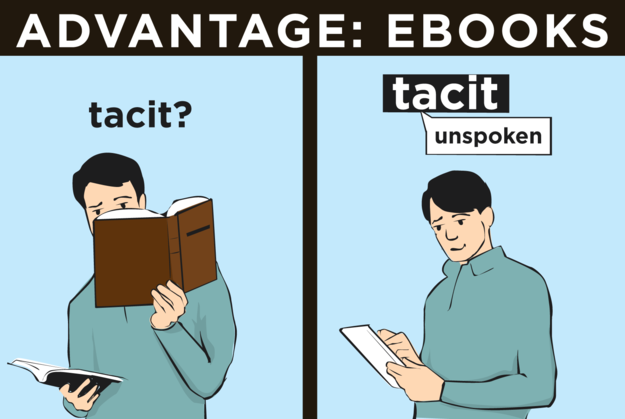 ADVANTAGE: EBOOKS
tacit?
tacit
unspoken